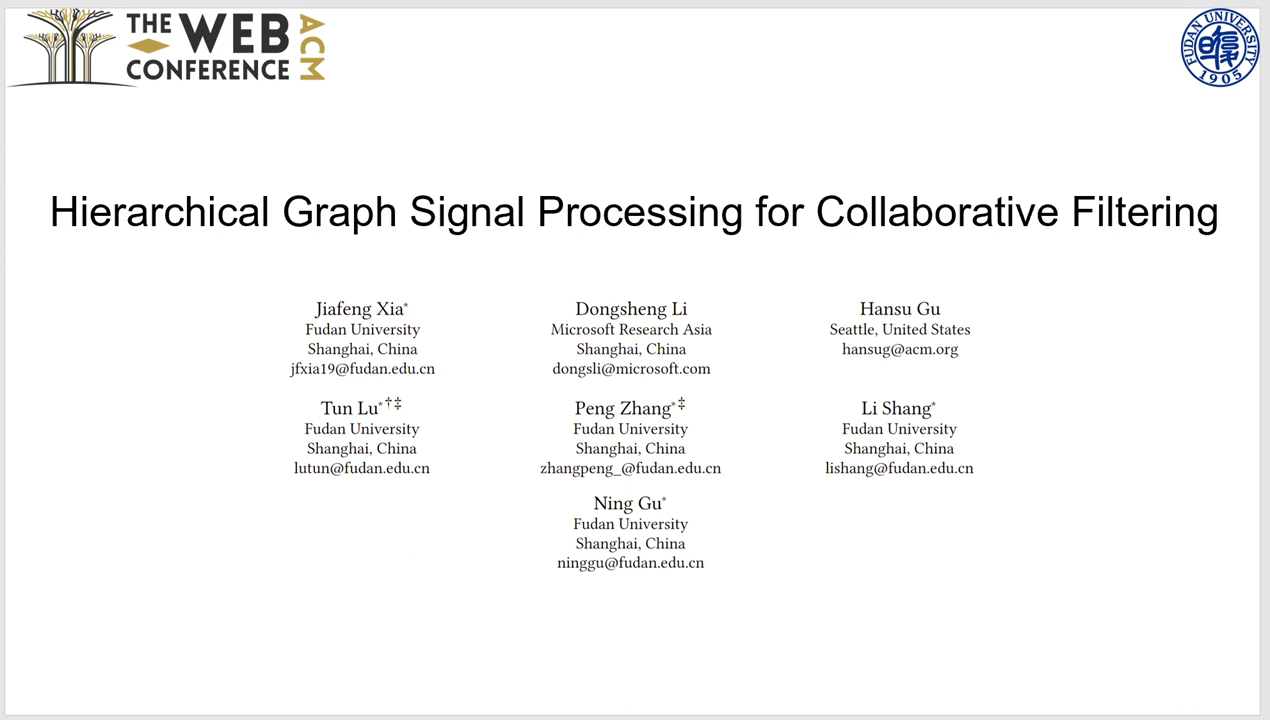 THE WEB CONFERENCE ACM
FUDAN UNIVERSITY 1905
Hierarchical Graph Signal Processing for Collaborative Filtering
Jiafeng Xia*
Fudan University
Shanghai, China
jfxia19@fudan.edu.cn
Dongsheng Li
Microsoft Research Asia
Shanghai, China
dongsli@microsoft.com
Hansu Gu
Seattle, United States
hansug@acm.org
Tun Lu*†‡
Fudan University
Shanghai, China
lutun@fudan.edu.cn
Peng Zhang*‡
Fudan University
Shanghai, China
zhangpeng_@fudan.edu.cn
Li Shang*
Fudan University
Shanghai, China
lishang@fudan.edu.cn
Ning Gu*
Fudan University
Shanghai, China
ninggu@fudan.edu.cn